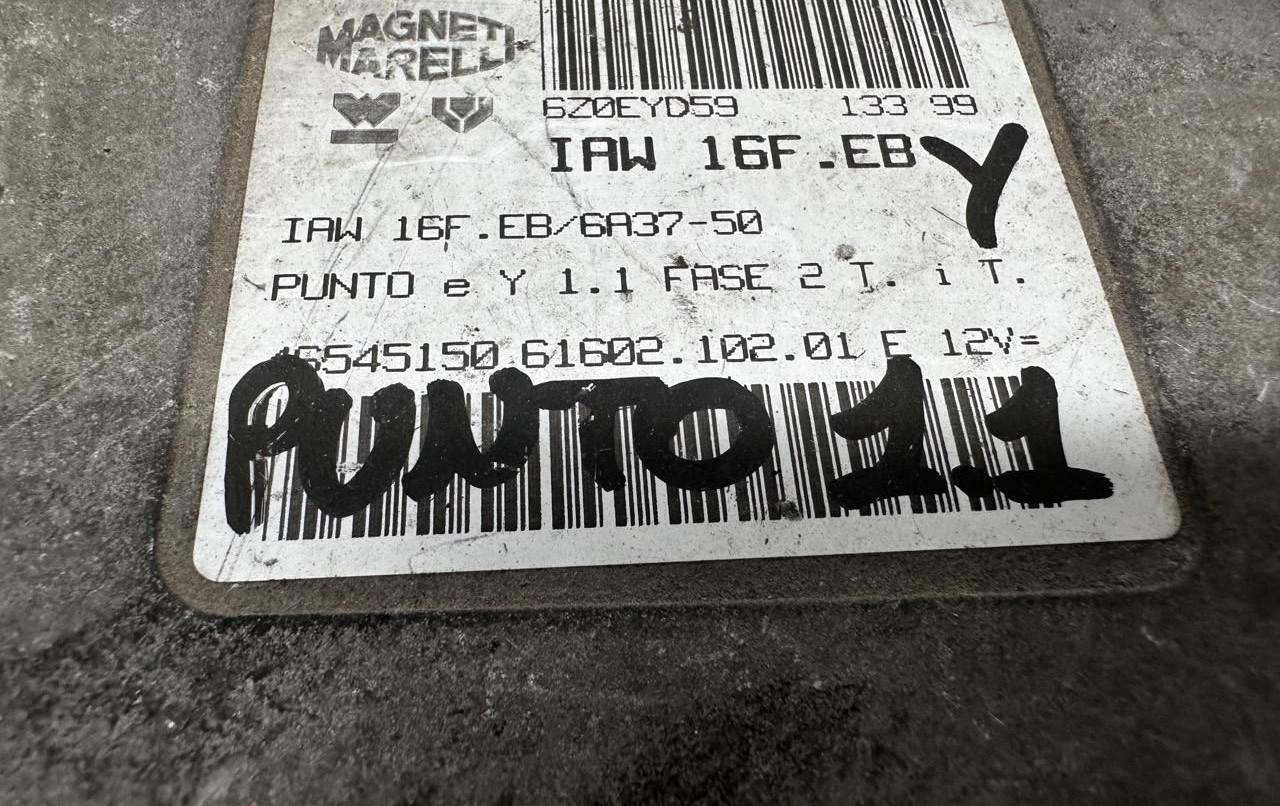 MAGNETI
MARELLI
6Z0EYD59 133 99
IAW 16F.EB Y
IAW 16F.EB/6A37-50
PUNTO e Y 1.1 FASE 2 T. i T.
46545150 61602.102.01 E 12V=
PUNTO 1.1